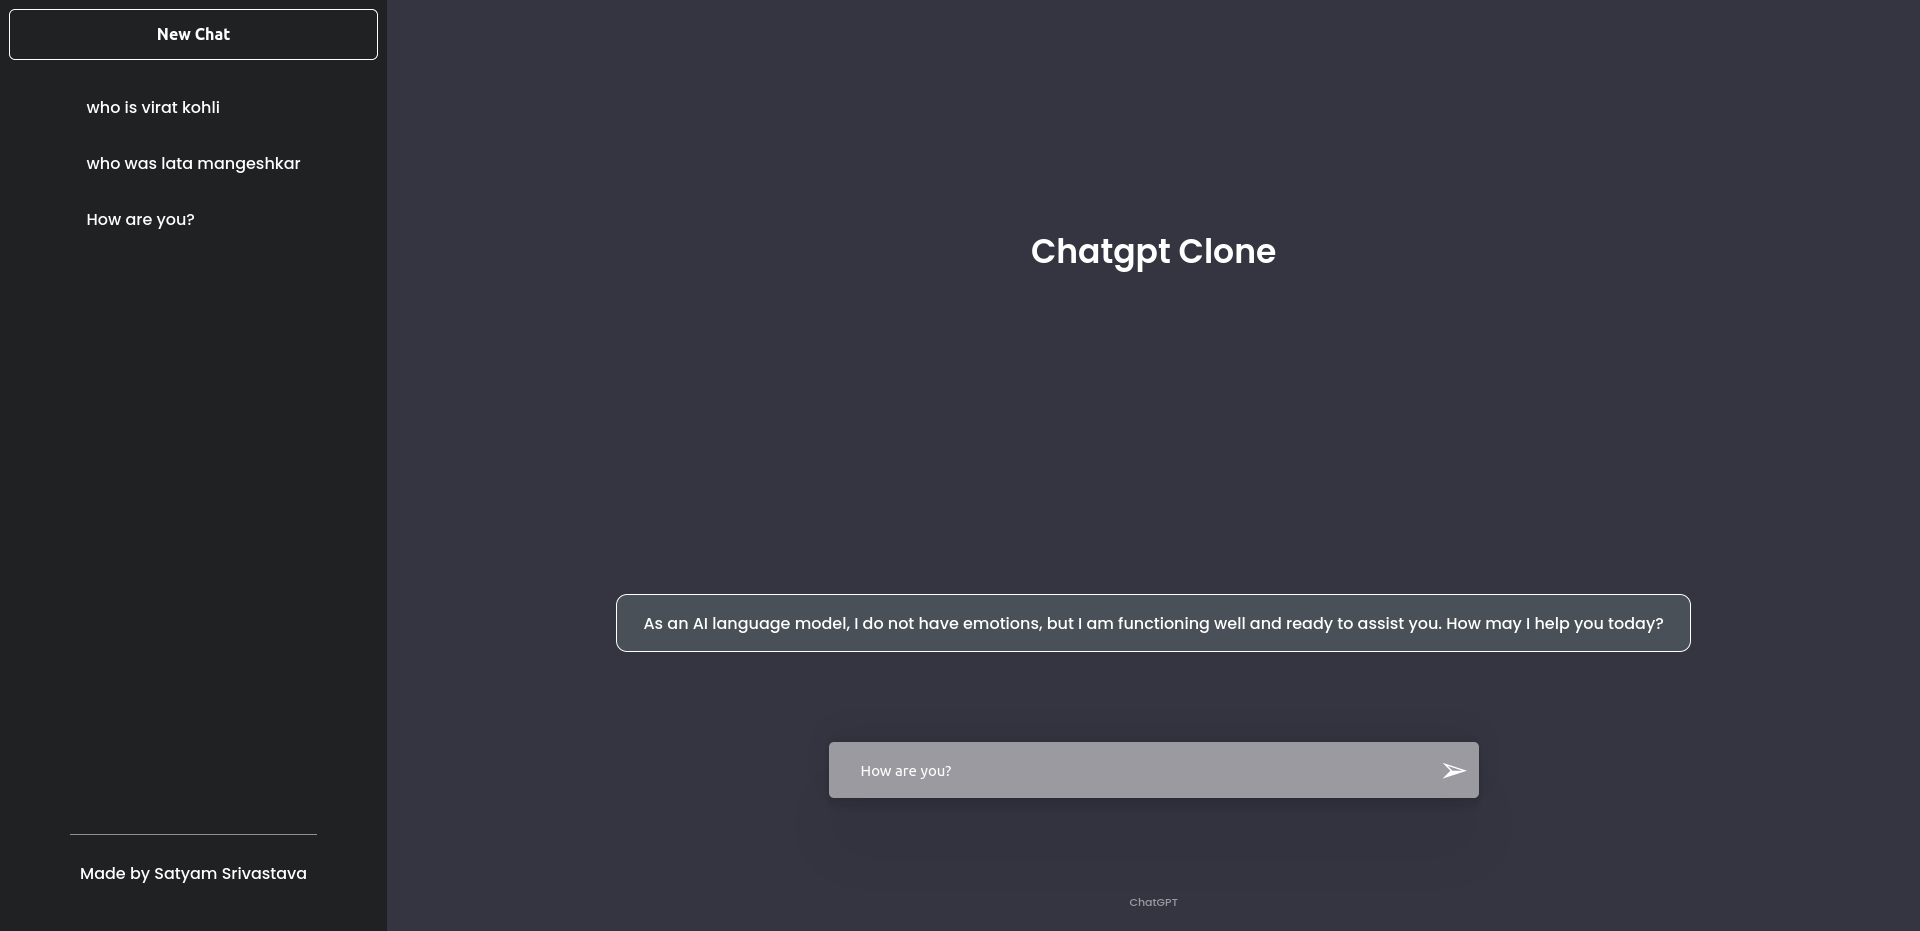 New Chat
who is virat kohli
who was lata mangeshkar
How are you?
Made by Satyam Srivastava
Chatgpt Clone
As an AI language model, I do not have emotions, but I am functioning well and ready to assist you. How may I help you today?
How are you?
ChatGPT